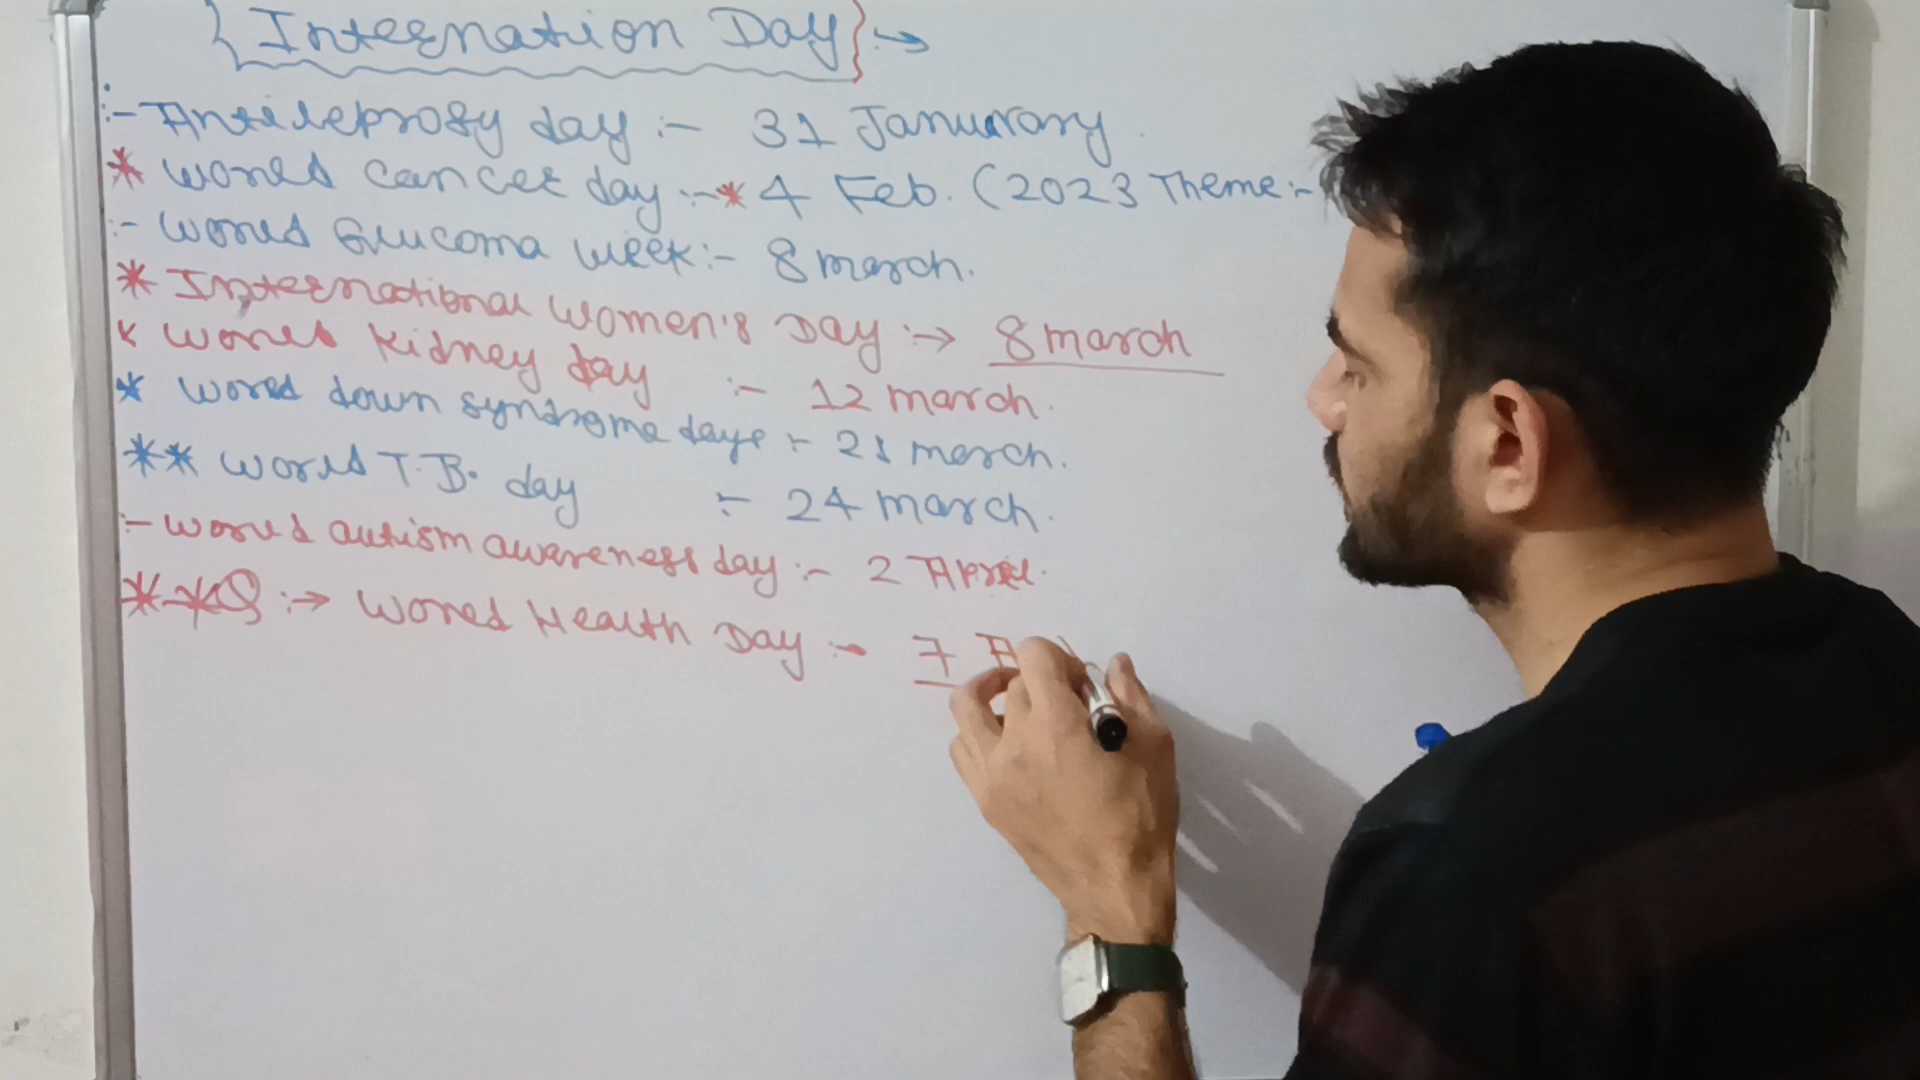 {Internation Day} :→
:- Antileprosy day :- 31 Janurary
* World cancer day :-* 4 Feb. (2023 Theme:-
:- World Glucoma week:- 8 march.
* International Women's Day :→ 8 march
* World Kidney day :- 12 march.
* World down syndrome days :- 21 march.
** World T.B. day :- 24 march.
:- World autism awareness day :- 2 April.
**Q :→ World Health Day :- 7 A